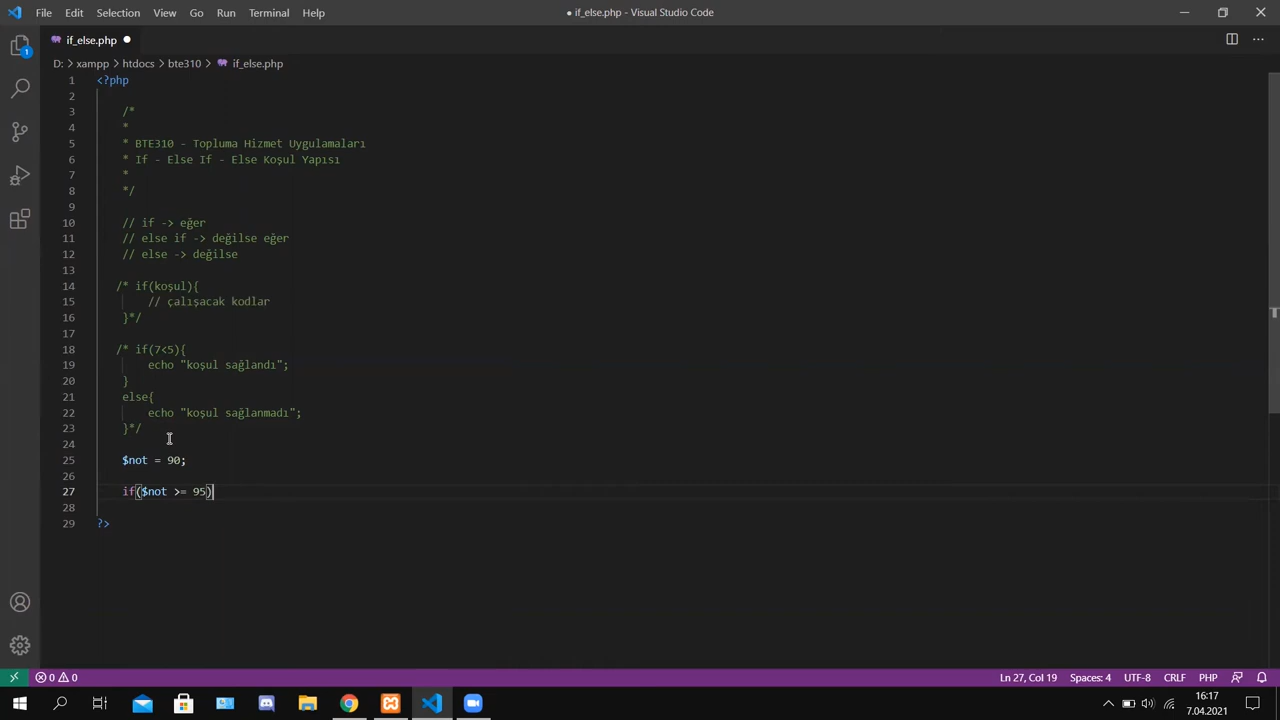 File Edit Selection View Go Run Terminal Help
● if_else.php - Visual Studio Code
if_else.php ●
D: > xampp > htdocs > bte310 > if_else.php
1 <?php
2
3 /*
4 *
5 * BTE310 - Topluma Hizmet Uygulamaları
6 * If - Else If - Else Koşul Yapısı
7 *
8 */
9
10 // if -> eğer
11 // else if -> değilse eğer
12 // else -> değilse
13
14 /* if(koşul){
15 // çalışacak kodlar
16 }*/
17
18 /* if(7<5){
19 echo "koşul sağlandı";
20 }
21 else{
22 echo "koşul sağlanmadı";
23 }*/
24
25 $not = 90;
26
27 if($not >= 95)
28
29 ?>
1
0 0
Ln 27, Col 19 Spaces: 4 UTF-8 CRLF PHP
16:17
7.04.2021